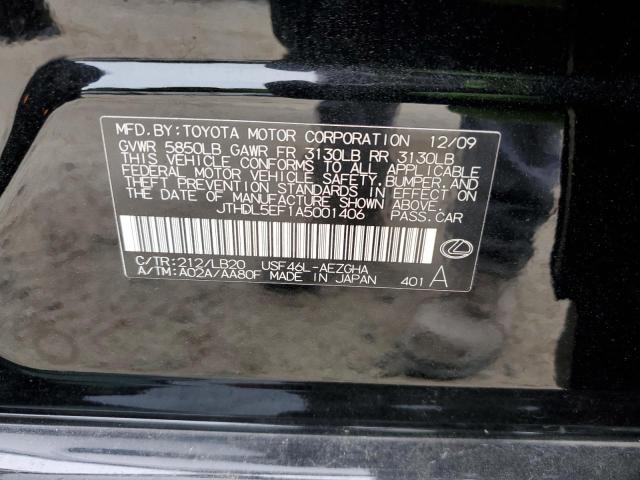 MFD.BY:TOYOTA MOTOR CORPORATION 12/09
GVWR 5850LB GAWR FR 3130LB RR 3130LB
THIS VEHICLE CONFORMS TO ALL APPLICABLE
FEDERAL MOTOR VEHICLE SAFETY,BUMPER,AND
THEFT PREVENTION STANDARDS IN EFFECT ON
THE DATE OF MANUFACTURE SHOWN ABOVE.
JTHDL5EF1A5001406 PASS.CAR
C/TR:212/LB20 USF46L-AEZGHA
A/TM:A02A/AA80F MADE IN JAPAN 401 A